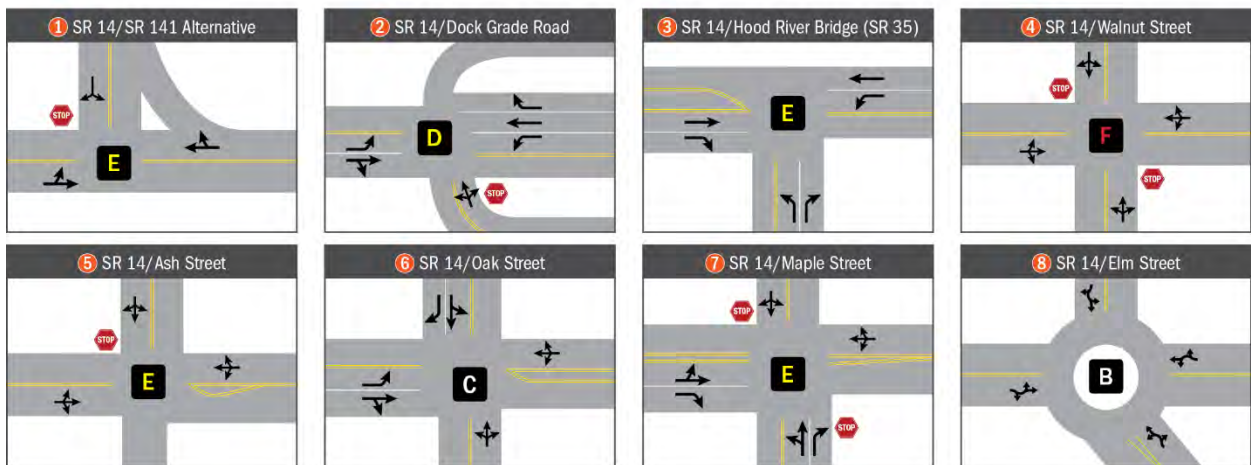 1 SR 14/SR 141 Alternative
STOP
E
2 SR 14/Dock Grade Road
D
STOP
3 SR 14/Hood River Bridge (SR 35)
E
4 SR 14/Walnut Street
STOP
F
STOP
5 SR 14/Ash Street
STOP
E
6 SR 14/Oak Street
C
7 SR 14/Maple Street
STOP
E
STOP
8 SR 14/Elm Street
B